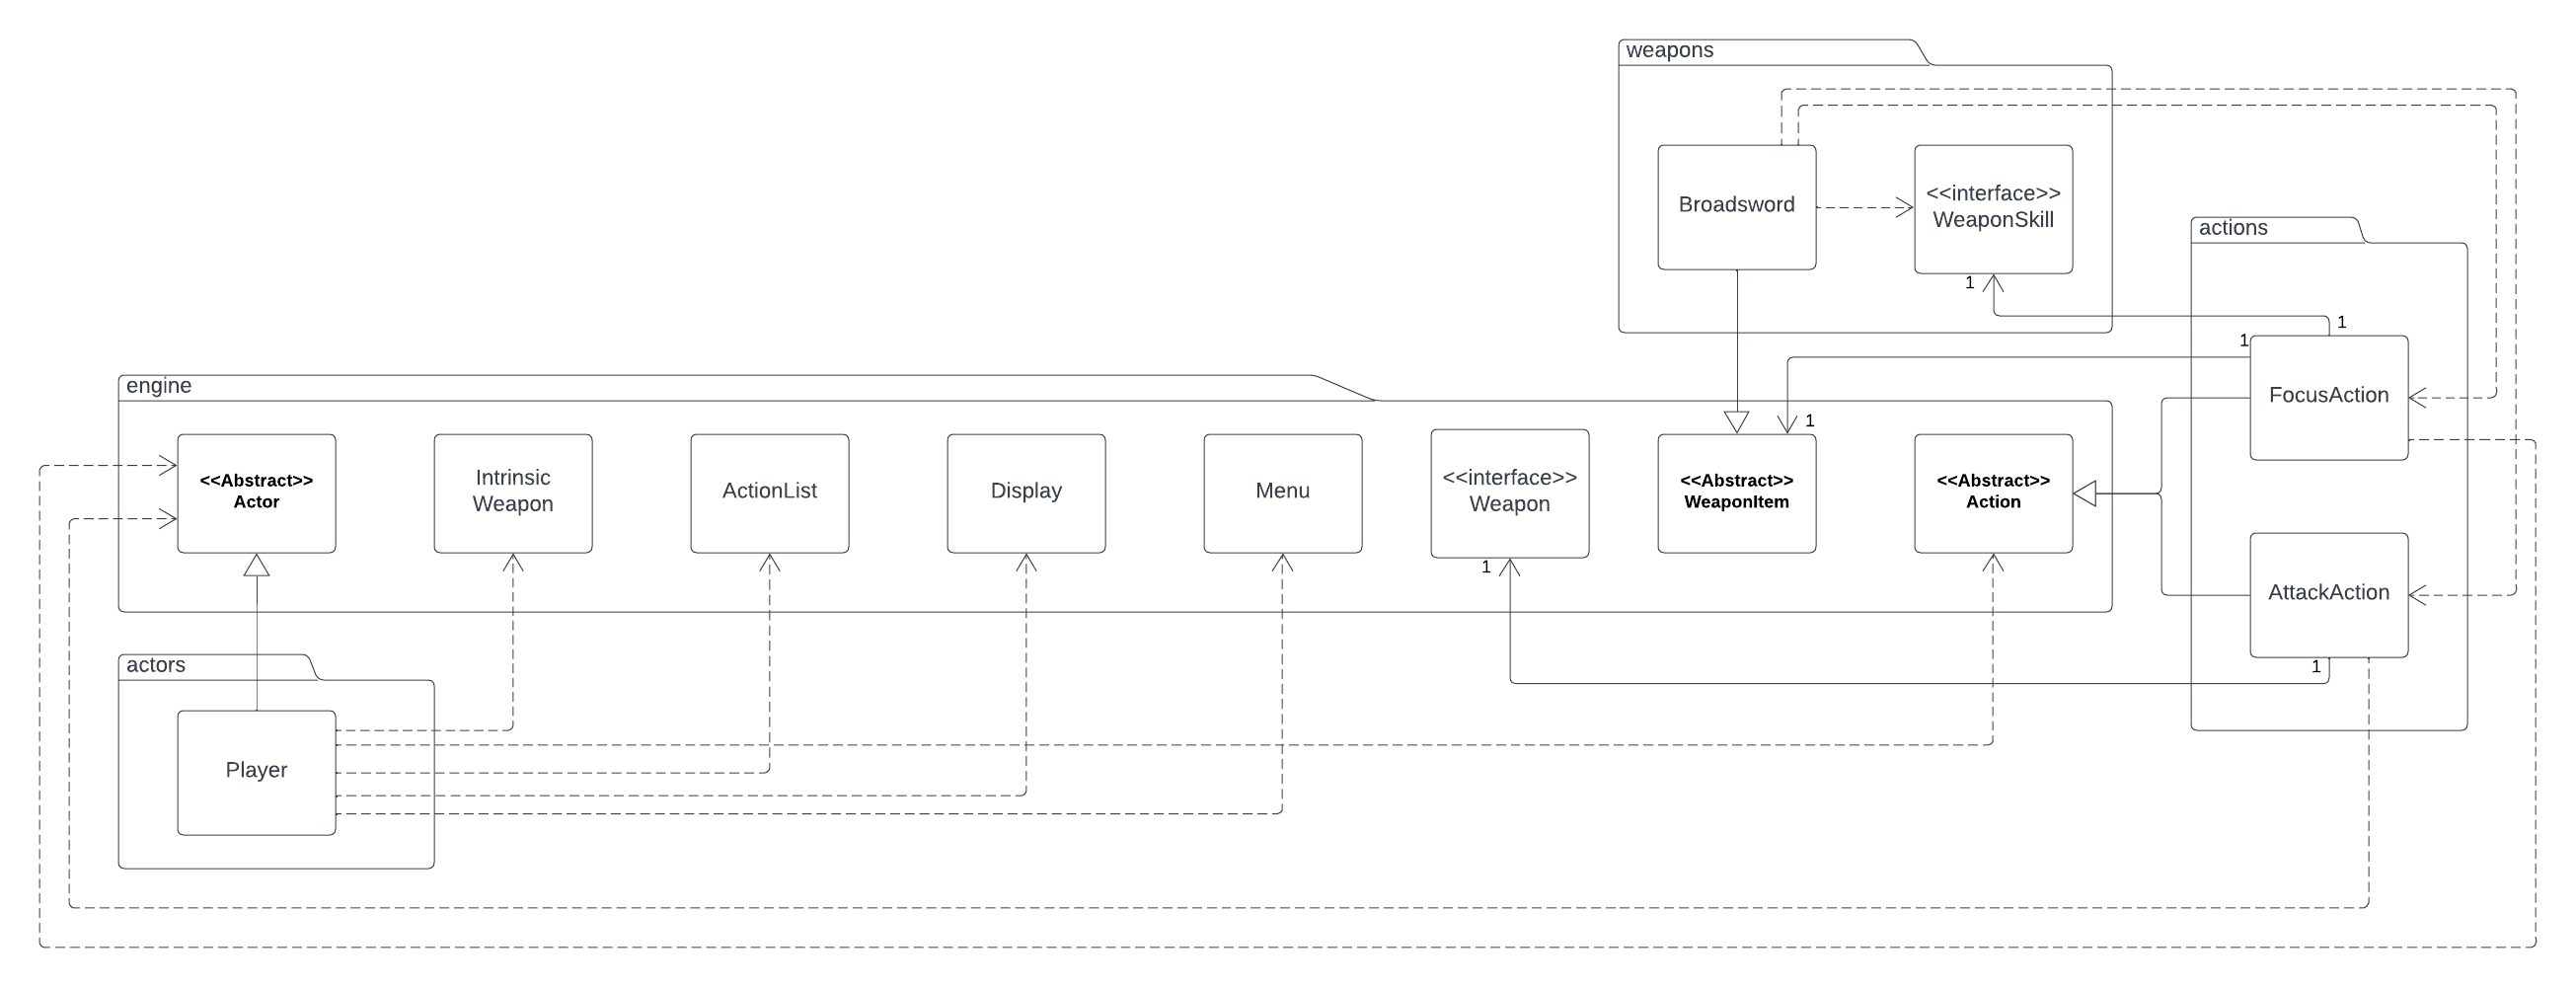 weapons
Broadsword
<<interface>>
WeaponSkill
1
actions
1
1
FocusAction
engine
1
<<Abstract>>
Actor
Intrinsic
Weapon
ActionList
Display
Menu
<<interface>>
Weapon
<<Abstract>>
WeaponItem
<<Abstract>>
Action
1
AttackAction
1
actors
Player